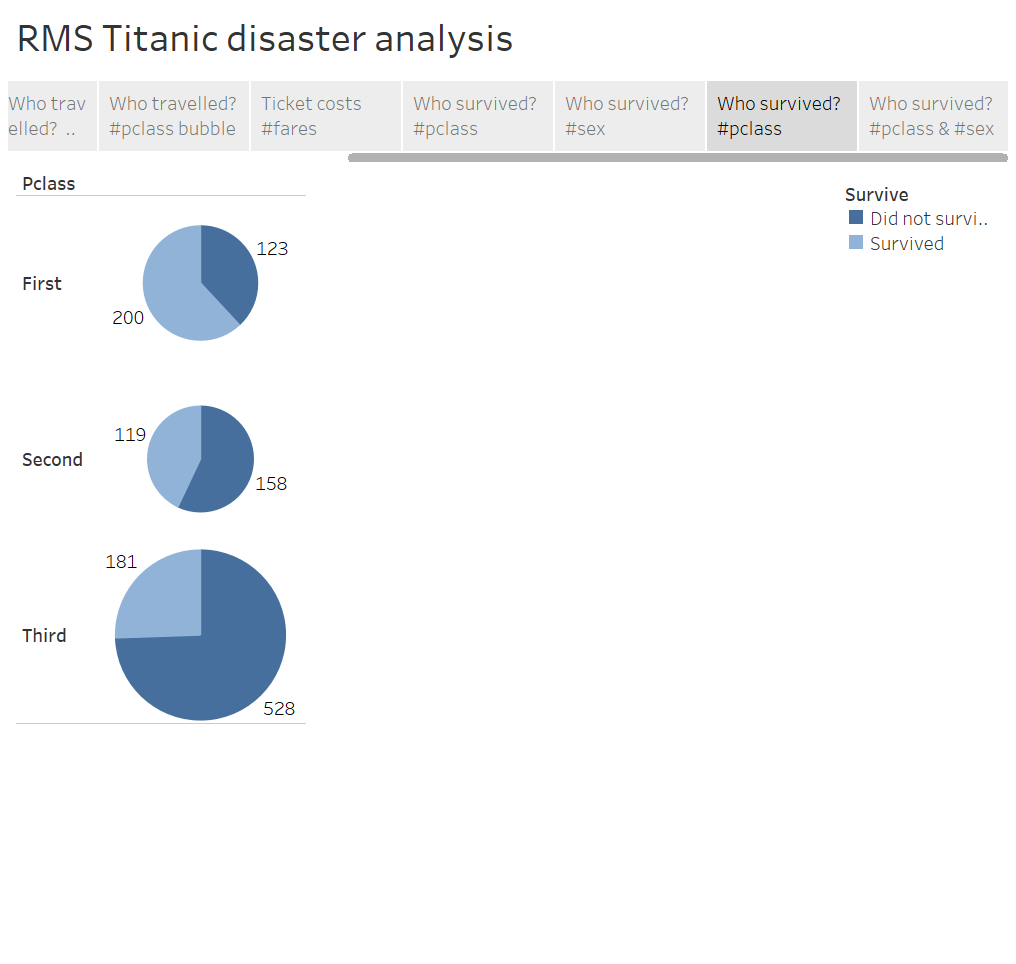 RMS Titanic disaster analysis
Who trav
elled? ..
Who travelled?
#pclass bubble
Ticket costs
#fares
Who survived?
#pclass
Who survived?
#sex
Who survived?
#pclass
Who survived?
#pclass & #sex
Pclass
First
123
200
Second
119
158
Third
181
528
Survive
Did not survi..
Survived